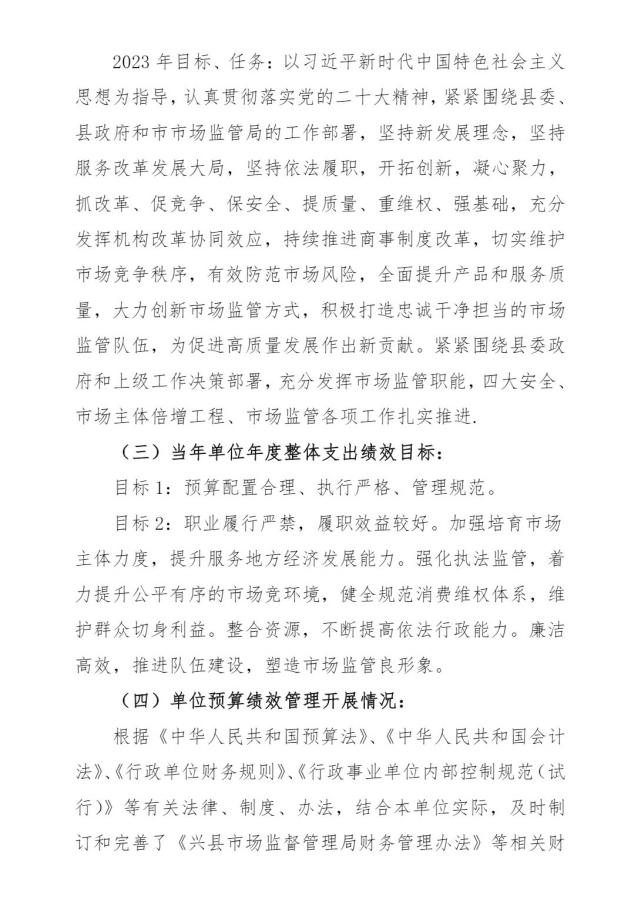 2023 年目标、任务：以习近平新时代中国特色社会主义
思想为指导，认真贯彻落实党的二十大精神，紧紧围绕县委、
县政府和市市场监管局的工作部署，坚持新发展理念，坚持
服务改革发展大局，坚持依法履职，开拓创新，凝心聚力，
抓改革、促竞争、保安全、提质量、重维权、强基础，充分
发挥机构改革协同效应，持续推进商事制度改革，切实维护
市场竞争秩序，有效防范市场风险，全面提升产品和服务质
量，大力创新市场监管方式，积极打造忠诚干净担当的市场
监管队伍，为促进高质量发展作出新贡献。紧紧围绕县委政
府和上级工作决策部署，充分发挥市场监管职能，四大安全、
市场主体倍增工程、市场监管各项工作扎实推进.
（三）当年单位年度整体支出绩效目标：
目标 1：预算配置合理、执行严格、管理规范。
目标 2：职业履行严禁，履职效益较好。加强培育市场
主体力度，提升服务地方经济发展能力。强化执法监管，着
力提升公平有序的市场竞环境，健全规范消费维权体系，维
护群众切身利益。整合资源，不断提高依法行政能力。廉洁
高效，推进队伍建设，塑造市场监管良形象。
（四）单位预算绩效管理开展情况：
根据《中华人民共和国预算法》、《中华人民共和国会计
法》、《行政单位财务规则》、《行政事业单位内部控制规范（试
行）》等有关法律、制度、办法，结合本单位实际，及时制
订和完善了《兴县市场监督管理局财务管理办法》等相关财